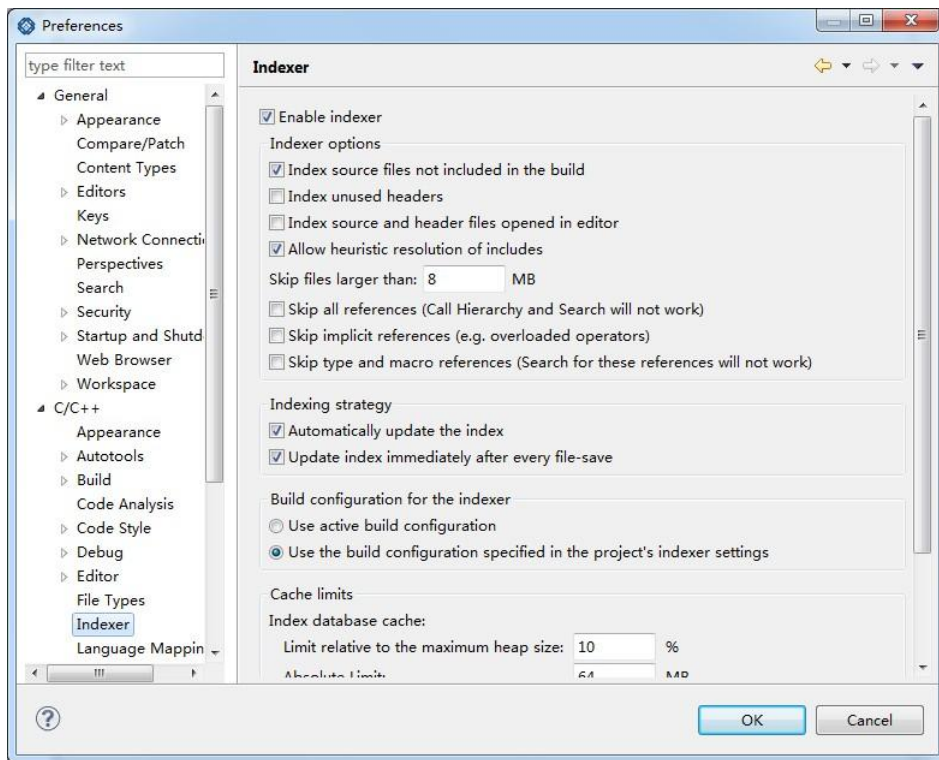 Preferences
type filter text
General
Appearance
Compare/Patch
Content Types
Editors
Keys
Network Connecti
Perspectives
Search
Security
Startup and Shutd
Web Browser
Workspace
C/C++
Appearance
Autotools
Build
Code Analysis
Code Style
Debug
Editor
File Types
Indexer
Language Mappin
Indexer
Enable indexer
Indexer options
Index source files not included in the build
Index unused headers
Index source and header files opened in editor
Allow heuristic resolution of includes
Skip files larger than: 8 MB
Skip all references (Call Hierarchy and Search will not work)
Skip implicit references (e.g. overloaded operators)
Skip type and macro references (Search for these references will not work)
Indexing strategy
Automatically update the index
Update index immediately after every file-save
Build configuration for the indexer
Use active build configuration
Use the build configuration specified in the project's indexer settings
Cache limits
Index database cache:
Limit relative to the maximum heap size: 10 %
Absolute Limit: 64 MB
OK Cancel